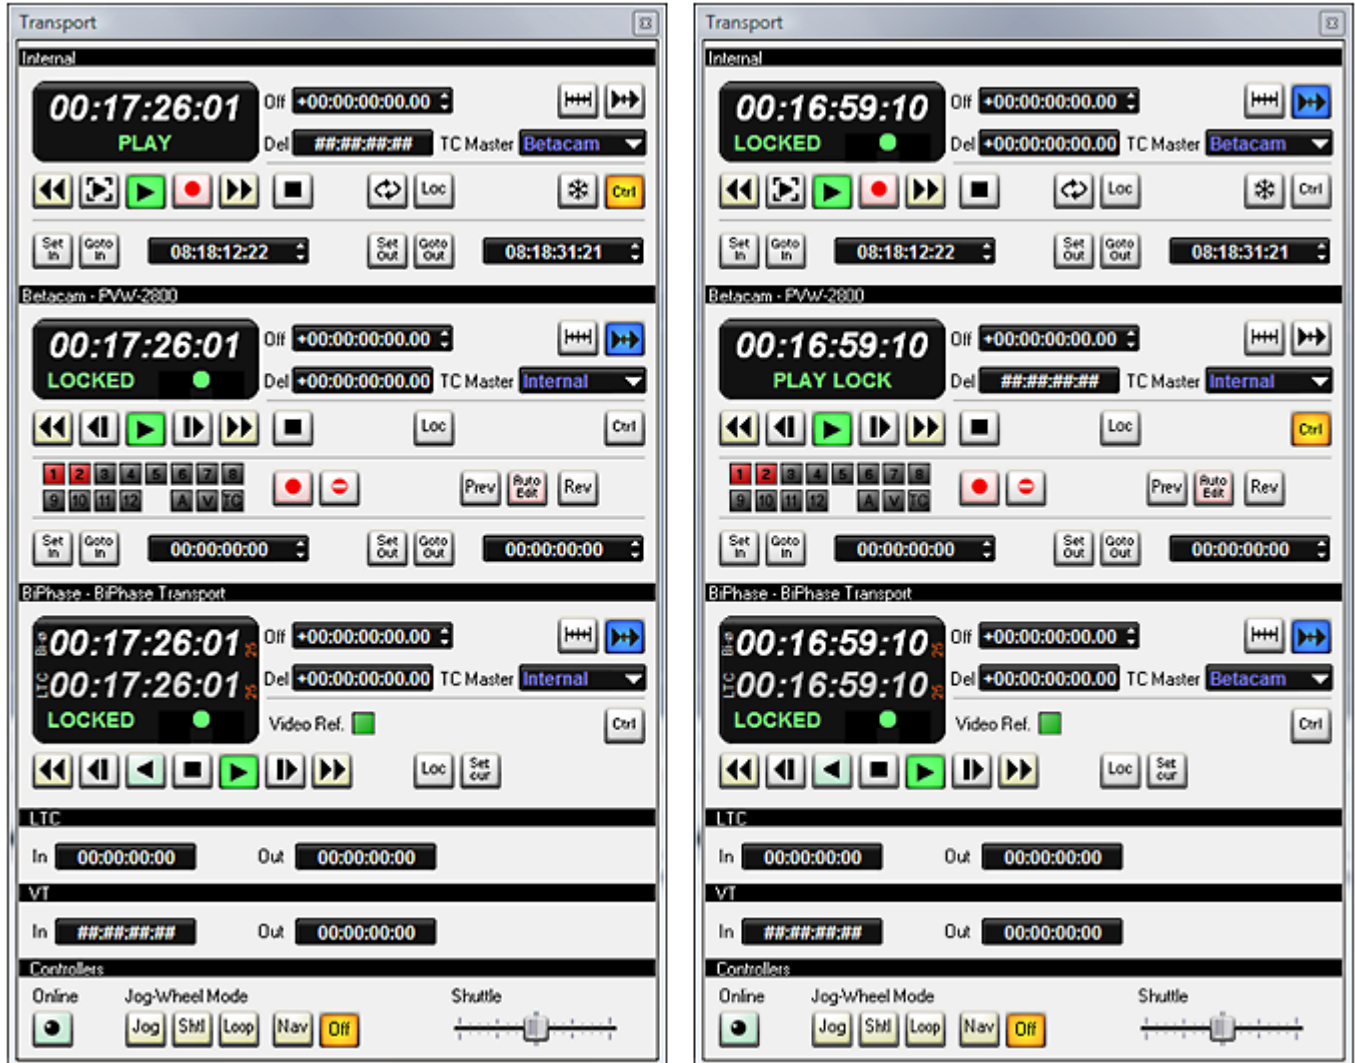 Transport
Internal
00:17:26:01 Off +00:00:00:00.00
PLAY Del ##:##:##:## TC Master Betacam
Loc Ctrl
Set In Goto In 08:18:12:22 Set Out Goto Out 08:18:31:21
Betacam - PVW-2800
00:17:26:01 Off +00:00:00:00.00
LOCKED Del +00:00:00:00.00 TC Master Internal
Loc Ctrl
1 2 3 4 5 6 7 8
9 10 11 12 A V TC Prev Auto Edit Rev
Set In Goto In 00:00:00:00 Set Out Goto Out 00:00:00:00
BiPhase - BiPhase Transport
Bi-φ 00:17:26:01 25 Off +00:00:00:00.00
LTC 00:17:26:01 25 Del +00:00:00:00.00 TC Master Internal
LOCKED Video Ref. Ctrl
Loc Set cur
LTC
In 00:00:00:00 Out 00:00:00:00
VT
In ##:##:##:## Out 00:00:00:00
Controllers
Online Jog-Wheel Mode Shuttle
Jog Shtl Loop Nav Off
Transport
Internal
00:16:59:10 Off +00:00:00:00.00
LOCKED Del +00:00:00:00.00 TC Master Betacam
Loc Ctrl
Set In Goto In 08:18:12:22 Set Out Goto Out 08:18:31:21
Betacam - PVW-2800
00:16:59:10 Off +00:00:00:00.00
PLAY LOCK Del ##:##:##:## TC Master Internal
Loc Ctrl
1 2 3 4 5 6 7 8
9 10 11 12 A V TC Prev Auto Edit Rev
Set In Goto In 00:00:00:00 Set Out Goto Out 00:00:00:00
BiPhase - BiPhase Transport
Bi-φ 00:16:59:10 25 Off +00:00:00:00.00
LTC 00:16:59:10 25 Del +00:00:00:00.00 TC Master Betacam
LOCKED Video Ref. Ctrl
Loc Set cur
LTC
In 00:00:00:00 Out 00:00:00:00
VT
In ##:##:##:## Out 00:00:00:00
Controllers
Online Jog-Wheel Mode Shuttle
Jog Shtl Loop Nav Off